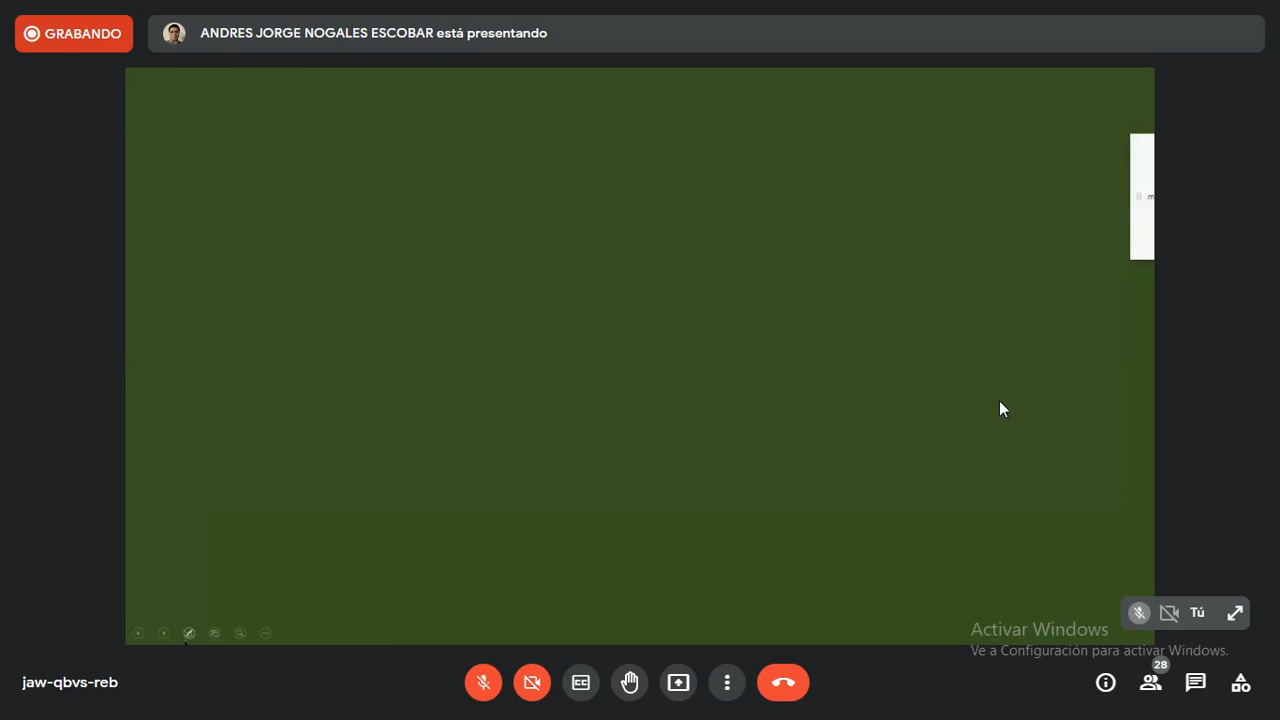 GRABANDO
ANDRES JORGE NOGALES ESCOBAR está presentando
m
Tú
Activar Windows
Ve a Configuración para activar Windows.
jaw-qbvs-reb
28